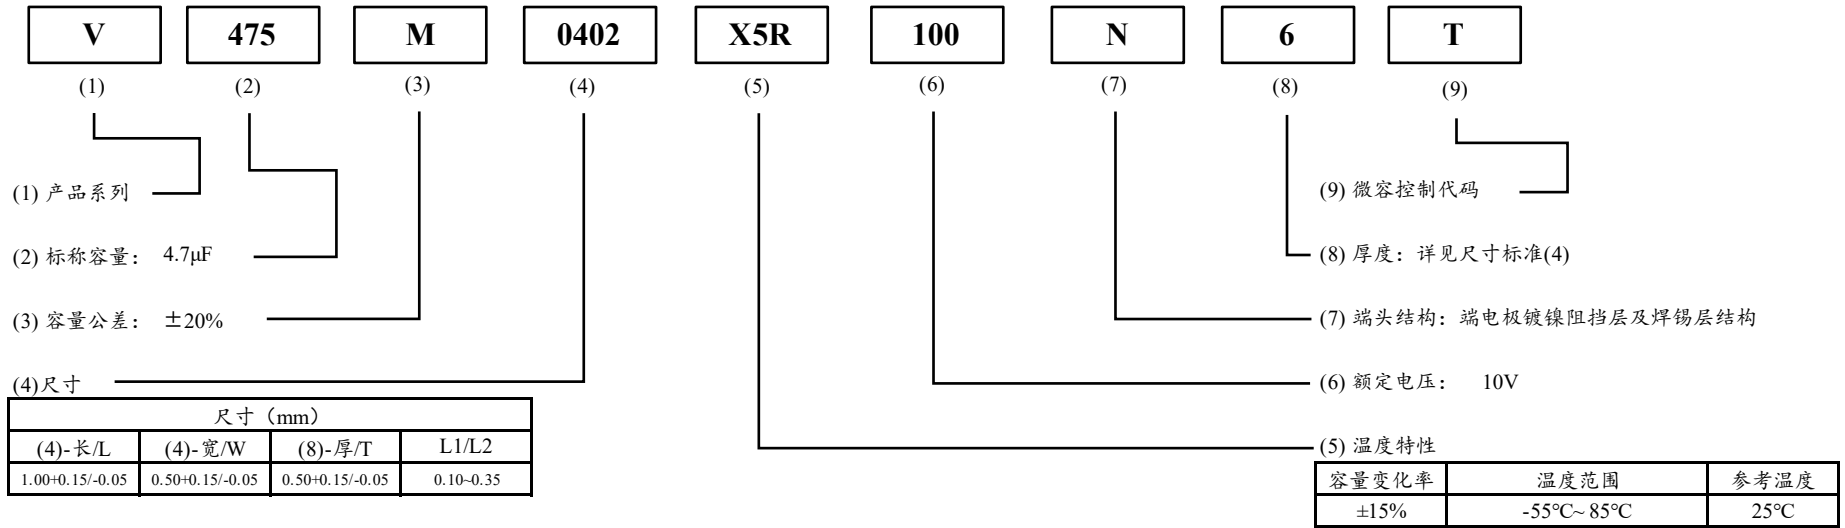 V 475 M 0402 X5R 100 N 6 T
(1) (2) (3) (4) (5) (6) (7) (8) (9)
(1) 产品系列
(9) 微容控制代码
(2) 标称容量： 4.7μF
(8) 厚度：详见尺寸标准(4)
(3) 容量公差： ±20%
(7) 端头结构：端电极镀镍阻挡层及焊锡层结构
(4)尺寸
(6) 额定电压： 10V
尺寸（mm）
(4)-长/L (4)-宽/W (8)-厚/T L1/L2
1.00+0.15/-0.05 0.50+0.15/-0.05 0.50+0.15/-0.05 0.10~0.35
(5) 温度特性
容量变化率 温度范围 参考温度
±15% -55℃~ 85℃ 25℃